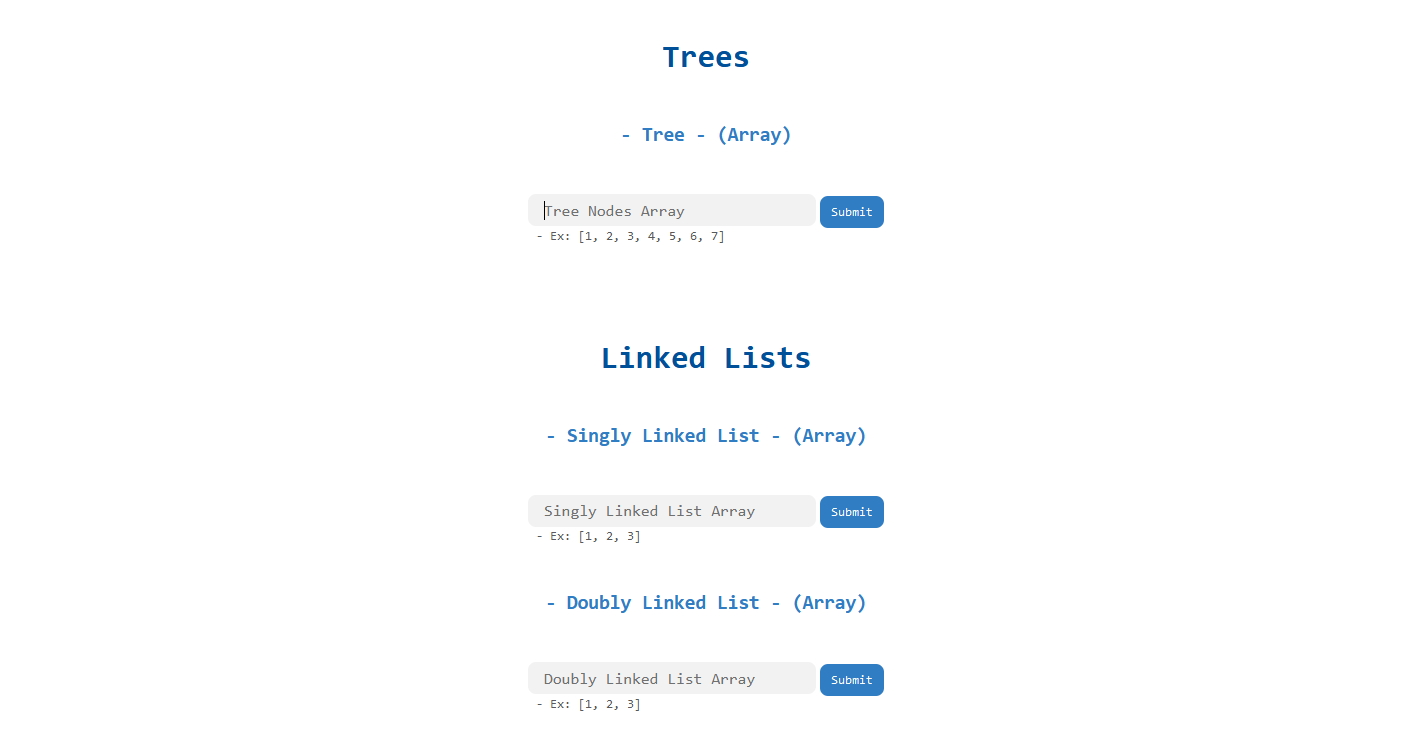 Trees
- Tree - (Array)
Tree Nodes Array
Submit
- Ex: [1, 2, 3, 4, 5, 6, 7]
Linked Lists
- Singly Linked List - (Array)
Singly Linked List Array
Submit
- Ex: [1, 2, 3]
- Doubly Linked List - (Array)
Doubly Linked List Array
Submit
- Ex: [1, 2, 3]